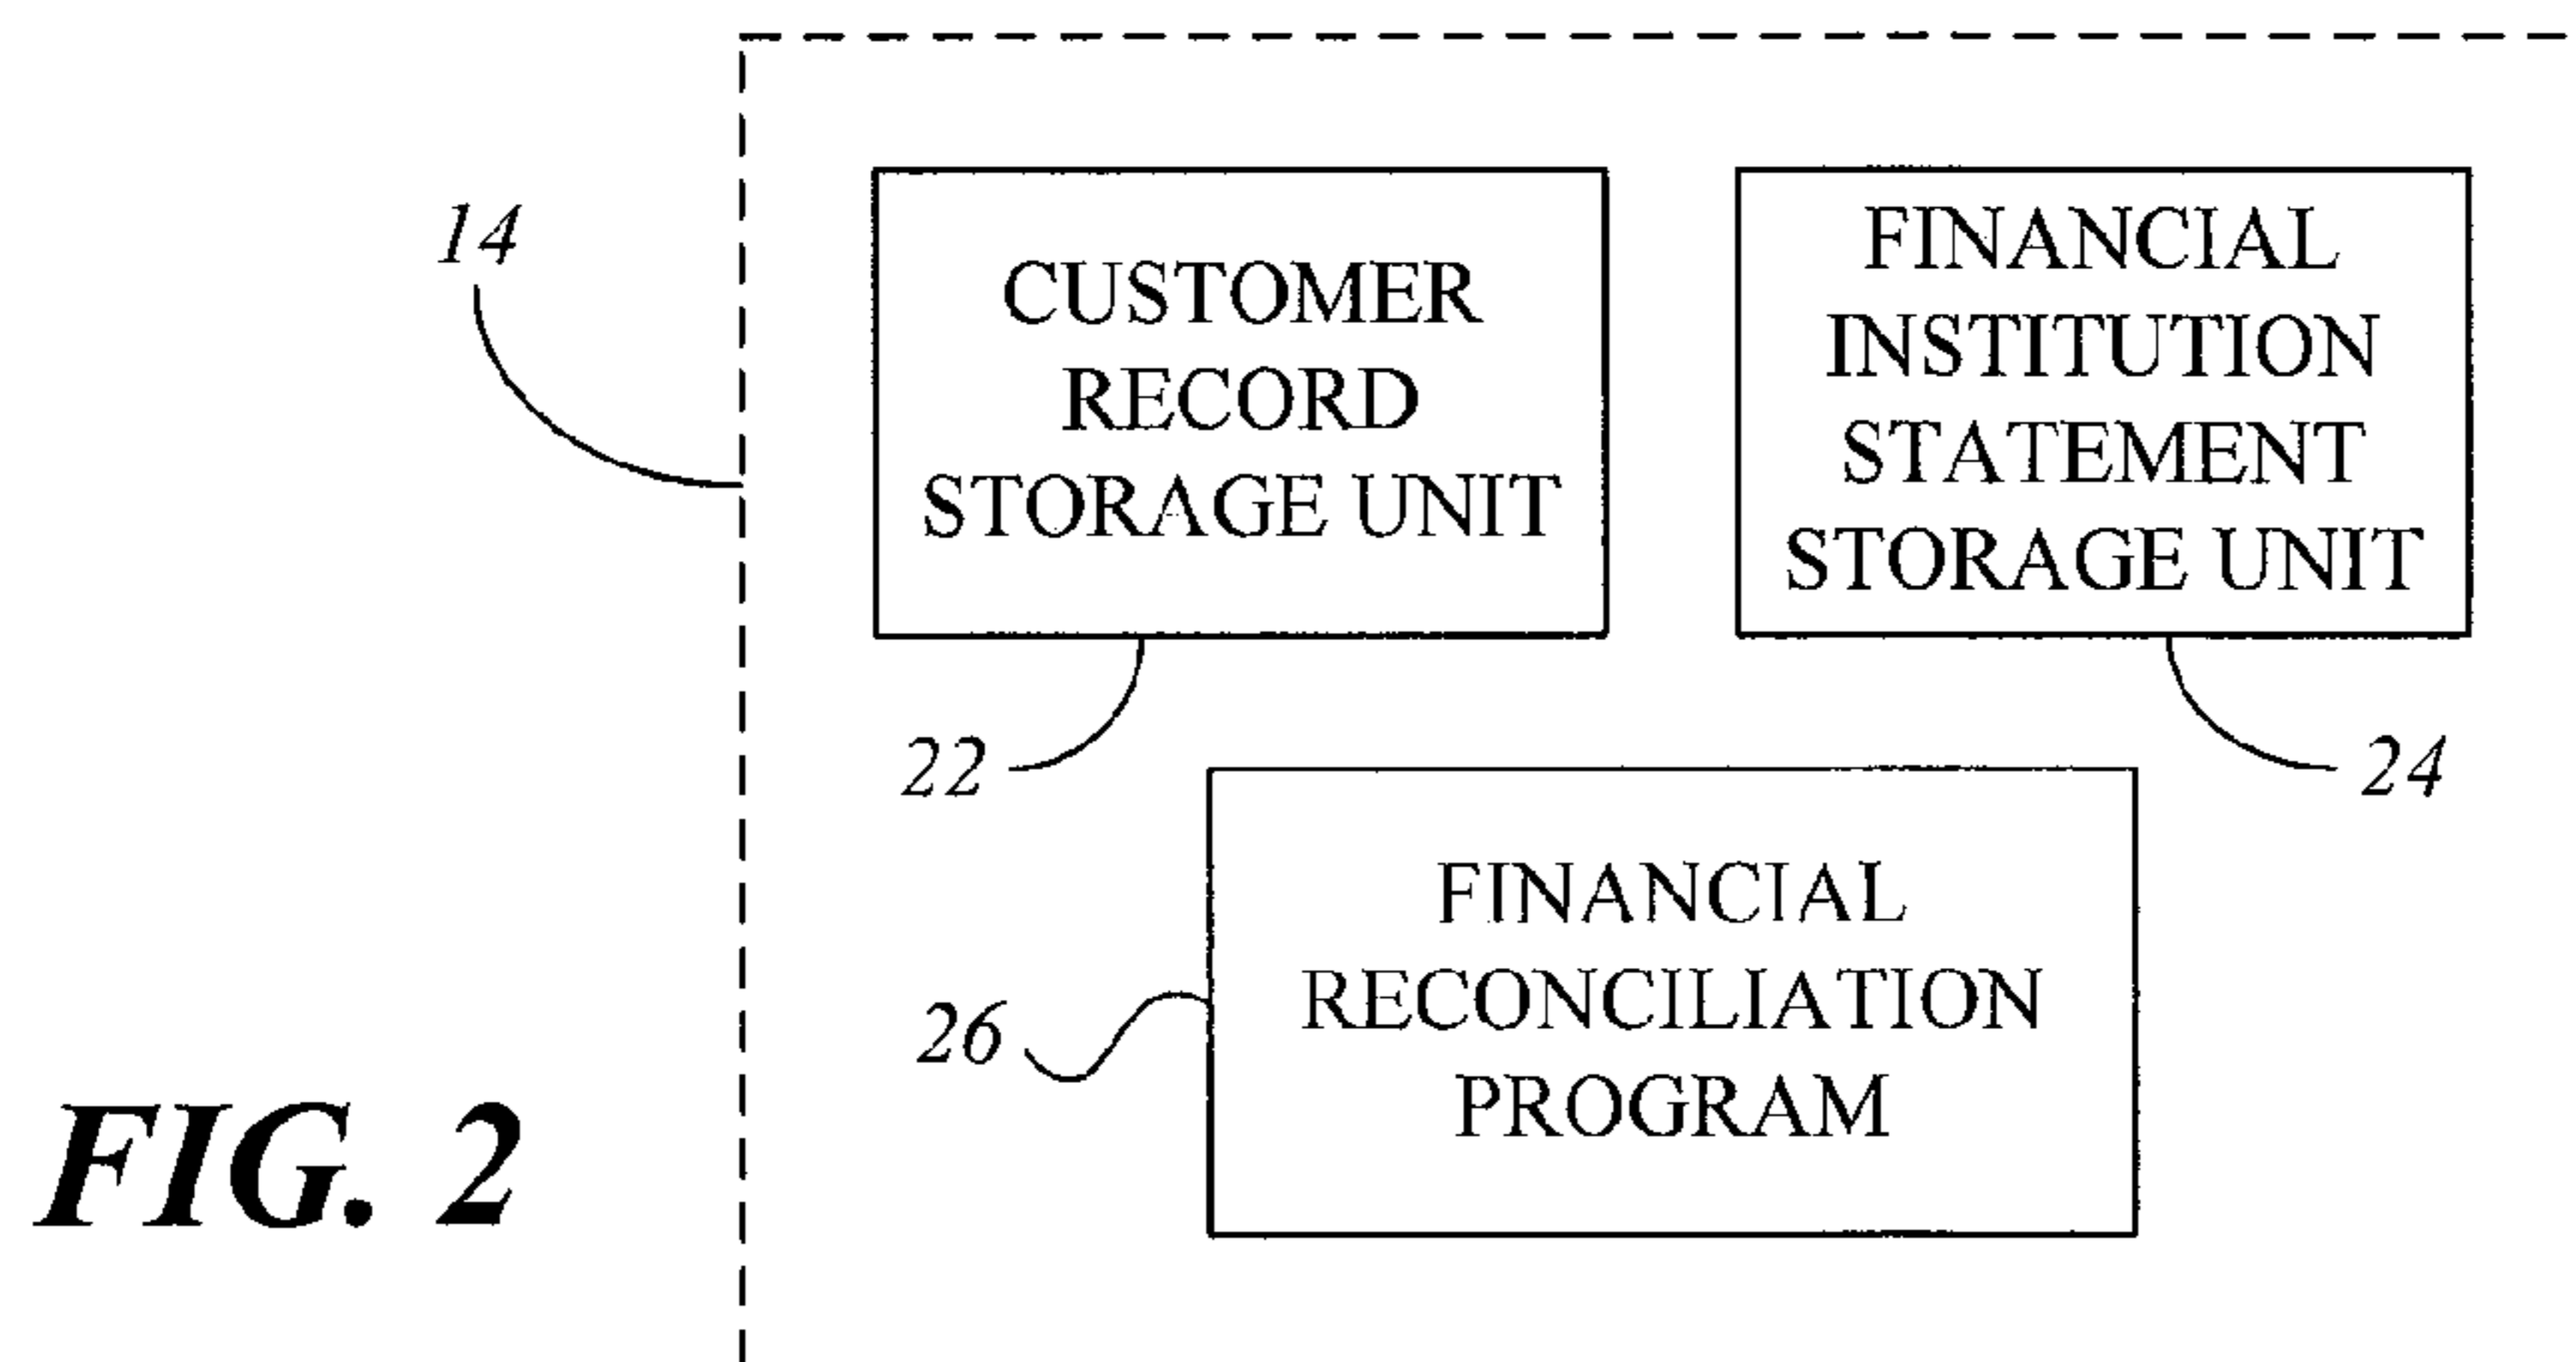 14
CUSTOMER
RECORD
STORAGE UNIT
FINANCIAL
INSTITUTION
STATEMENT
STORAGE UNIT
22
24
FINANCIAL
RECONCILIATION
PROGRAM
26
FIG. 2